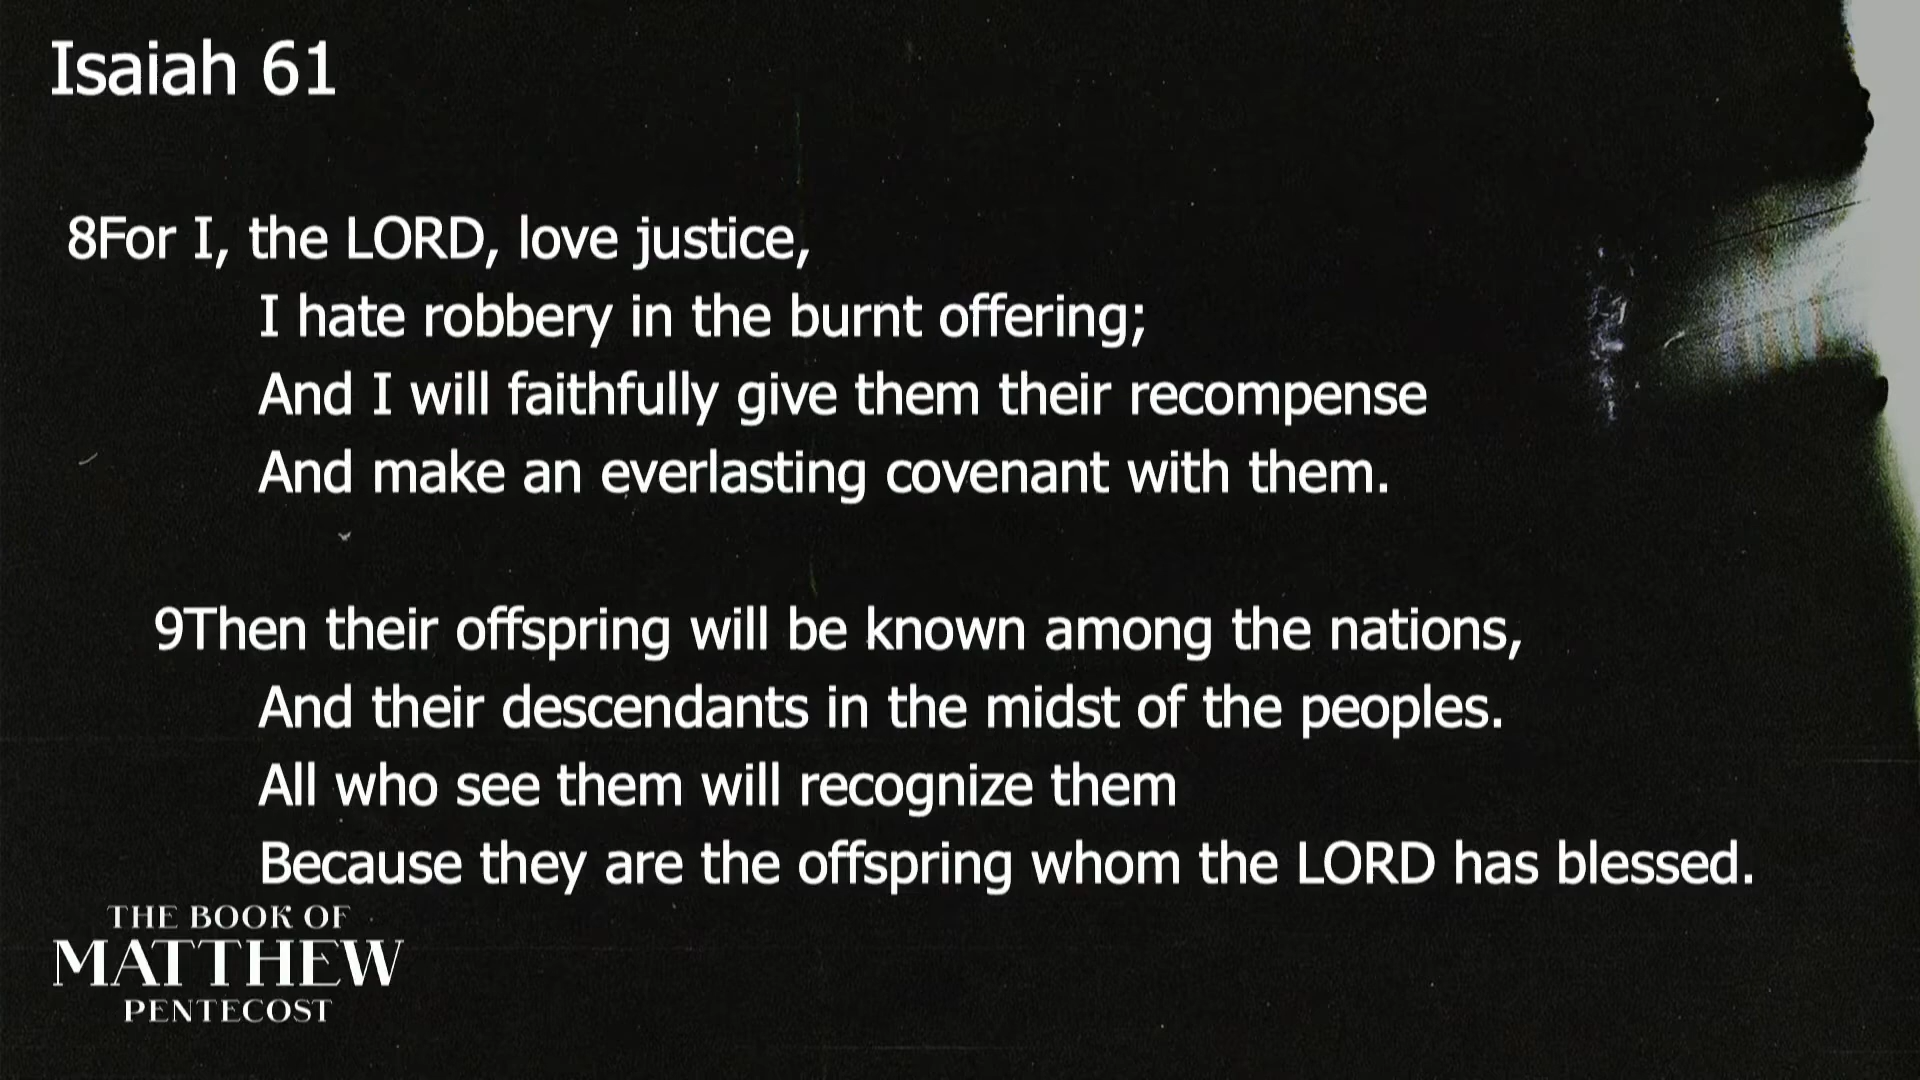 Isaiah 61
8For I, the LORD, love justice,
I hate robbery in the burnt offering;
And I will faithfully give them their recompense
And make an everlasting covenant with them.
9Then their offspring will be known among the nations,
And their descendants in the midst of the peoples.
All who see them will recognize them
Because they are the offspring whom the LORD has blessed.
THE BOOK OF
MATTHEW
PENTECOST